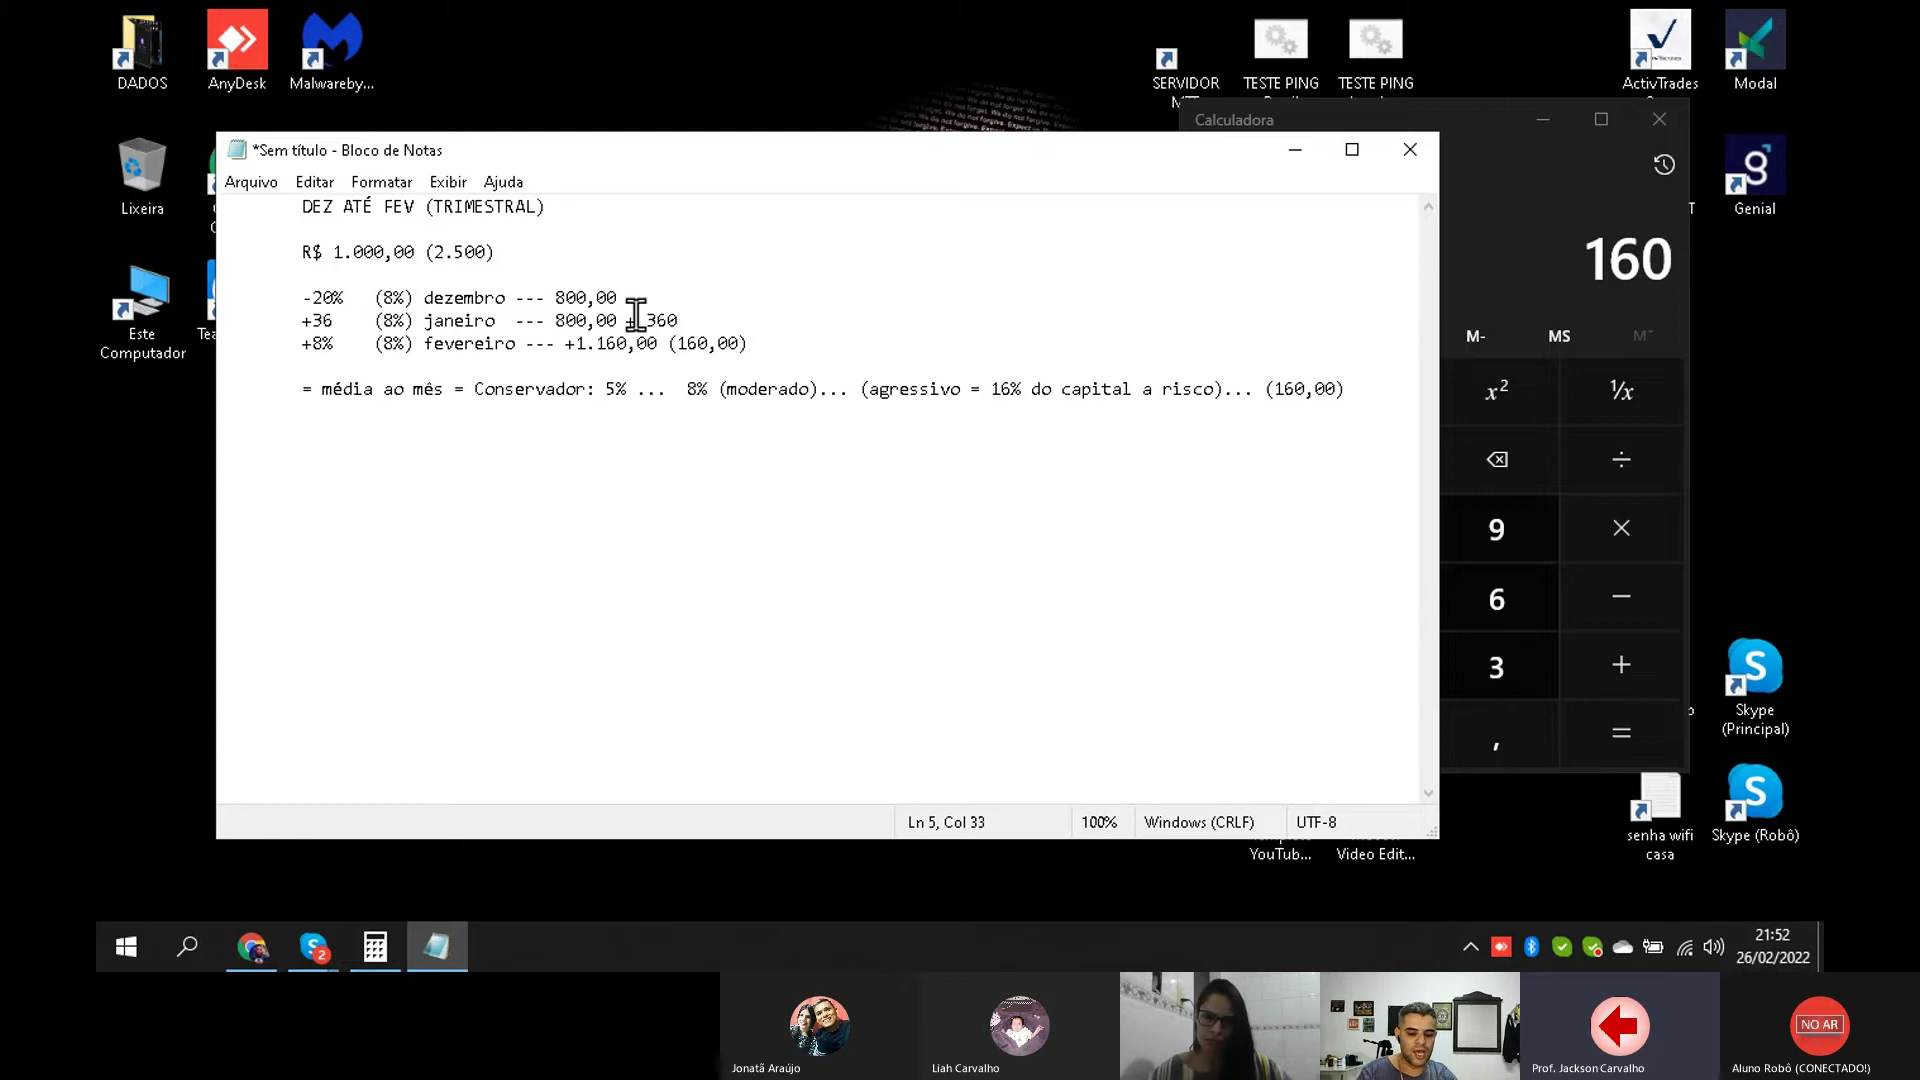 DADOS
AnyDesk
Malwareby...
SERVIDOR
TESTE PING
TESTE PING
ActivTrades
Modal
Calculadora
*Sem título - Bloco de Notas
Arquivo Editar Formatar Exibir Ajuda
DEZ ATÉ FEV (TRIMESTRAL)
R$ 1.000,00 (2.500)
-20% (8%) dezembro --- 800,00
+36 (8%) janeiro --- 800,00 + 360
+8% (8%) fevereiro --- +1.160,00 (160,00)
= média ao mês = Conservador: 5% ... 8% (moderado)... (agressivo = 16% do capital a risco)... (160,00)
Ln 5, Col 33 100% Windows (CRLF) UTF-8
160
M- MS Mˇ
x² ¹/x
÷
9 ×
6 −
3 +
, =
Lixeira
Este
Computador
Genial
Skype
(Principal)
senha wifi
casa
Skype (Robô)
YouTub...
Video Edit...
2
21:52
26/02/2022
Jonatã Araújo
Liah Carvalho
Prof. Jackson Carvalho
NO AR
Aluno Robô (CONECTADO!)